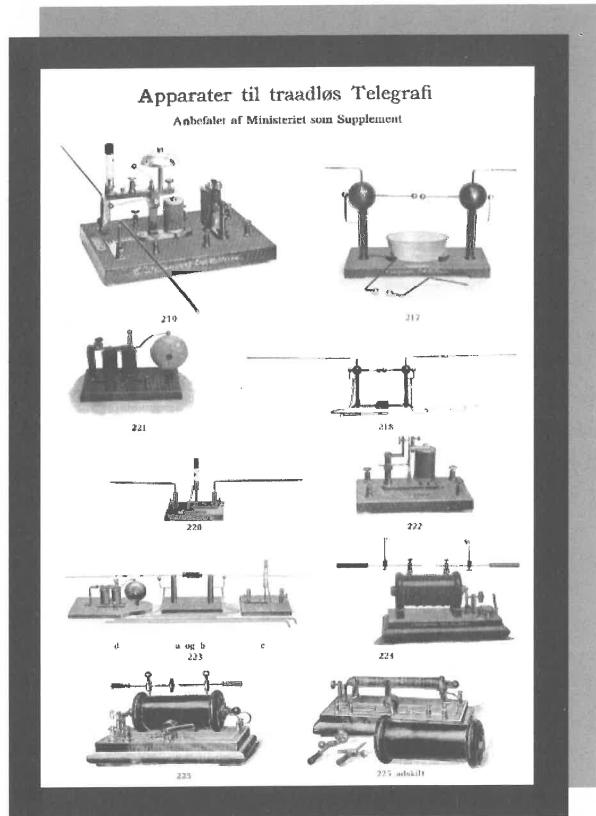 Apparater til traadløs Telegrafi
Anbefalet af Ministeriet som Supplement
219
217
221
218
220
222
d
a og b
c
223
224
225
225 adskilt